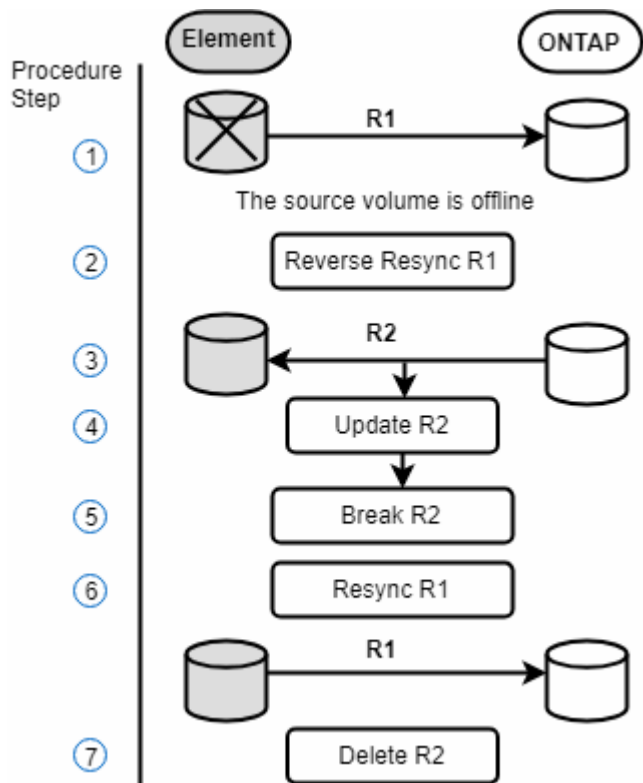 Element
ONTAP
Procedure
Step
R1
1
The source volume is offline
2
Reverse Resync R1
R2
3
4
Update R2
5
Break R2
6
Resync R1
R1
7
Delete R2